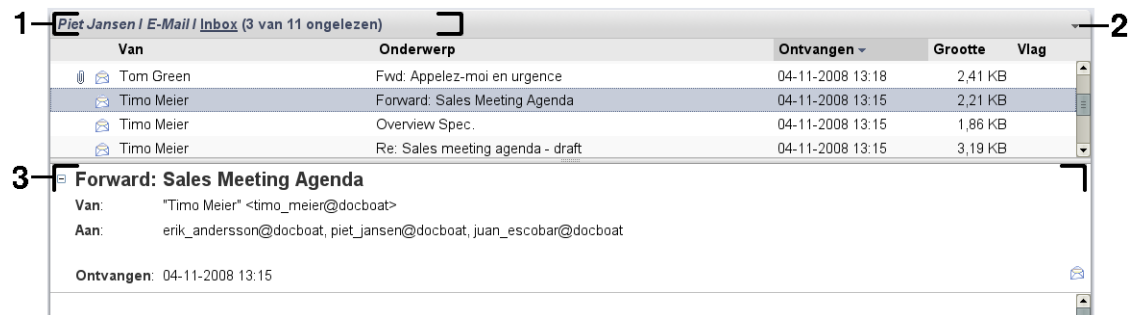 1 Piet Jansen / E-Mail / Inbox (3 van 11 ongelezen) 2
Van Onderwerp Ontvangen Grootte Vlag
Tom Green Fwd: Appelez-moi en urgence 04-11-2008 13:18 2,41 KB
Timo Meier Forward: Sales Meeting Agenda 04-11-2008 13:15 2,21 KB
Timo Meier Overview Spec. 04-11-2008 13:15 1,86 KB
Timo Meier Re: Sales meeting agenda - draft 04-11-2008 13:15 3,19 KB
3 Forward: Sales Meeting Agenda
Van: "Timo Meier" <timo_meier@docboat>
Aan: erik_andersson@docboat, piet_jansen@docboat, juan_escobar@docboat
Ontvangen: 04-11-2008 13:15